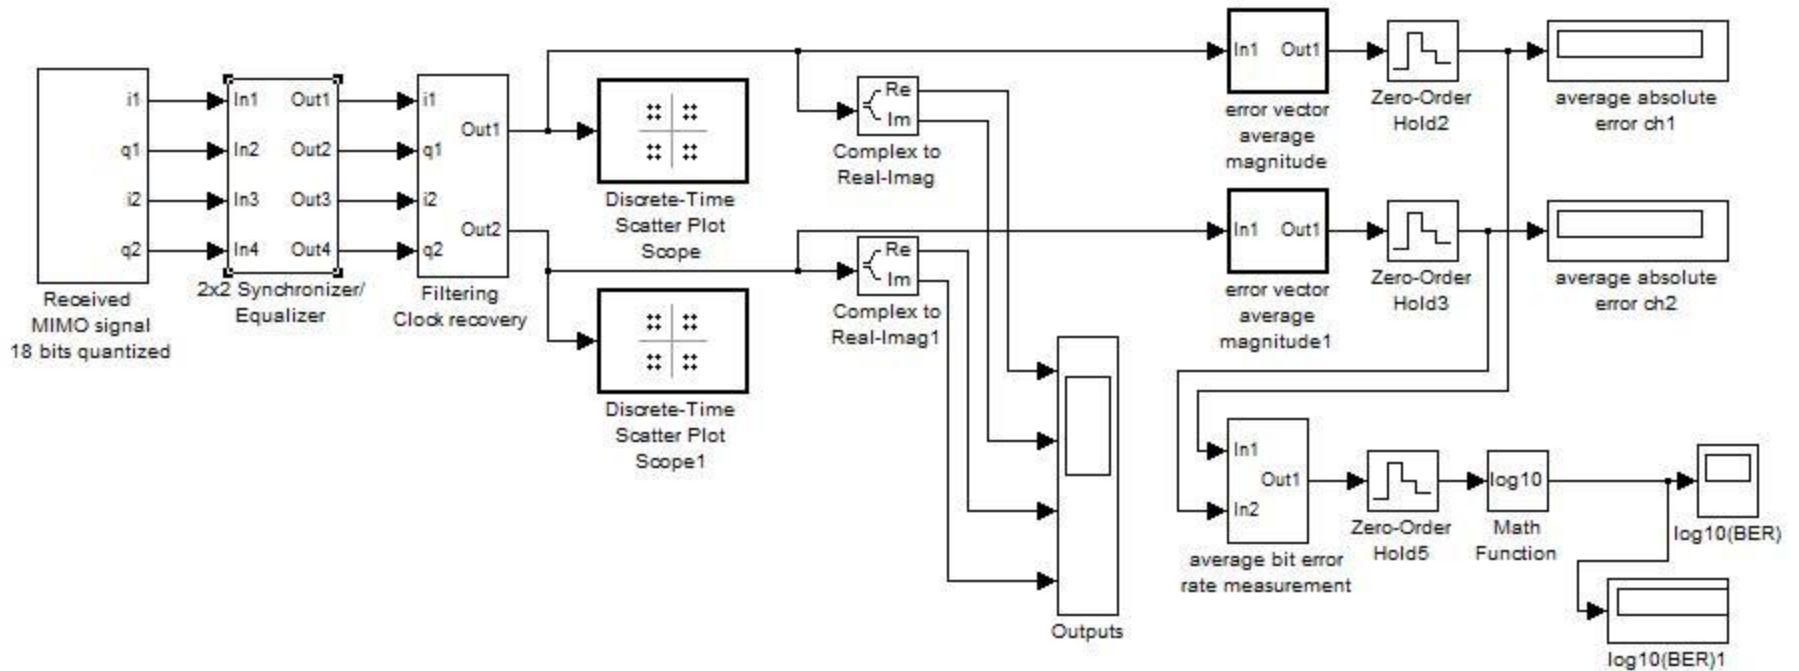 i1
q1
i2
q2
Received
MIMO signal
18 bits quantized
In1 Out1
In2 Out2
In3 Out3
In4 Out4
2x2 Synchronizer/
Equalizer
i1
q1
i2
q2
Out1
Out2
Filtering
Clock recovery
Discrete-Time
Scatter Plot
Scope
Discrete-Time
Scatter Plot
Scope1
Re
Im
Complex to
Real-Imag
Re
Im
Complex to
Real-Imag1
Outputs
In1 Out1
error vector
average
magnitude
Zero-Order
Hold2
average absolute
error ch1
In1 Out1
error vector
average
magnitude1
Zero-Order
Hold3
average absolute
error ch2
In1
Out1
In2
average bit error
rate measurement
Zero-Order
Hold5
log10
Math
Function
log10(BER)
log10(BER)1